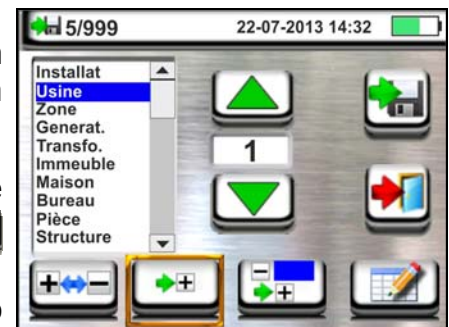 5/999 22-07-2013 14:32
Installat
Usine
Zone
Generat.
Transfo.
Immeuble
Maison
Bureau
Pièce
Structure
1